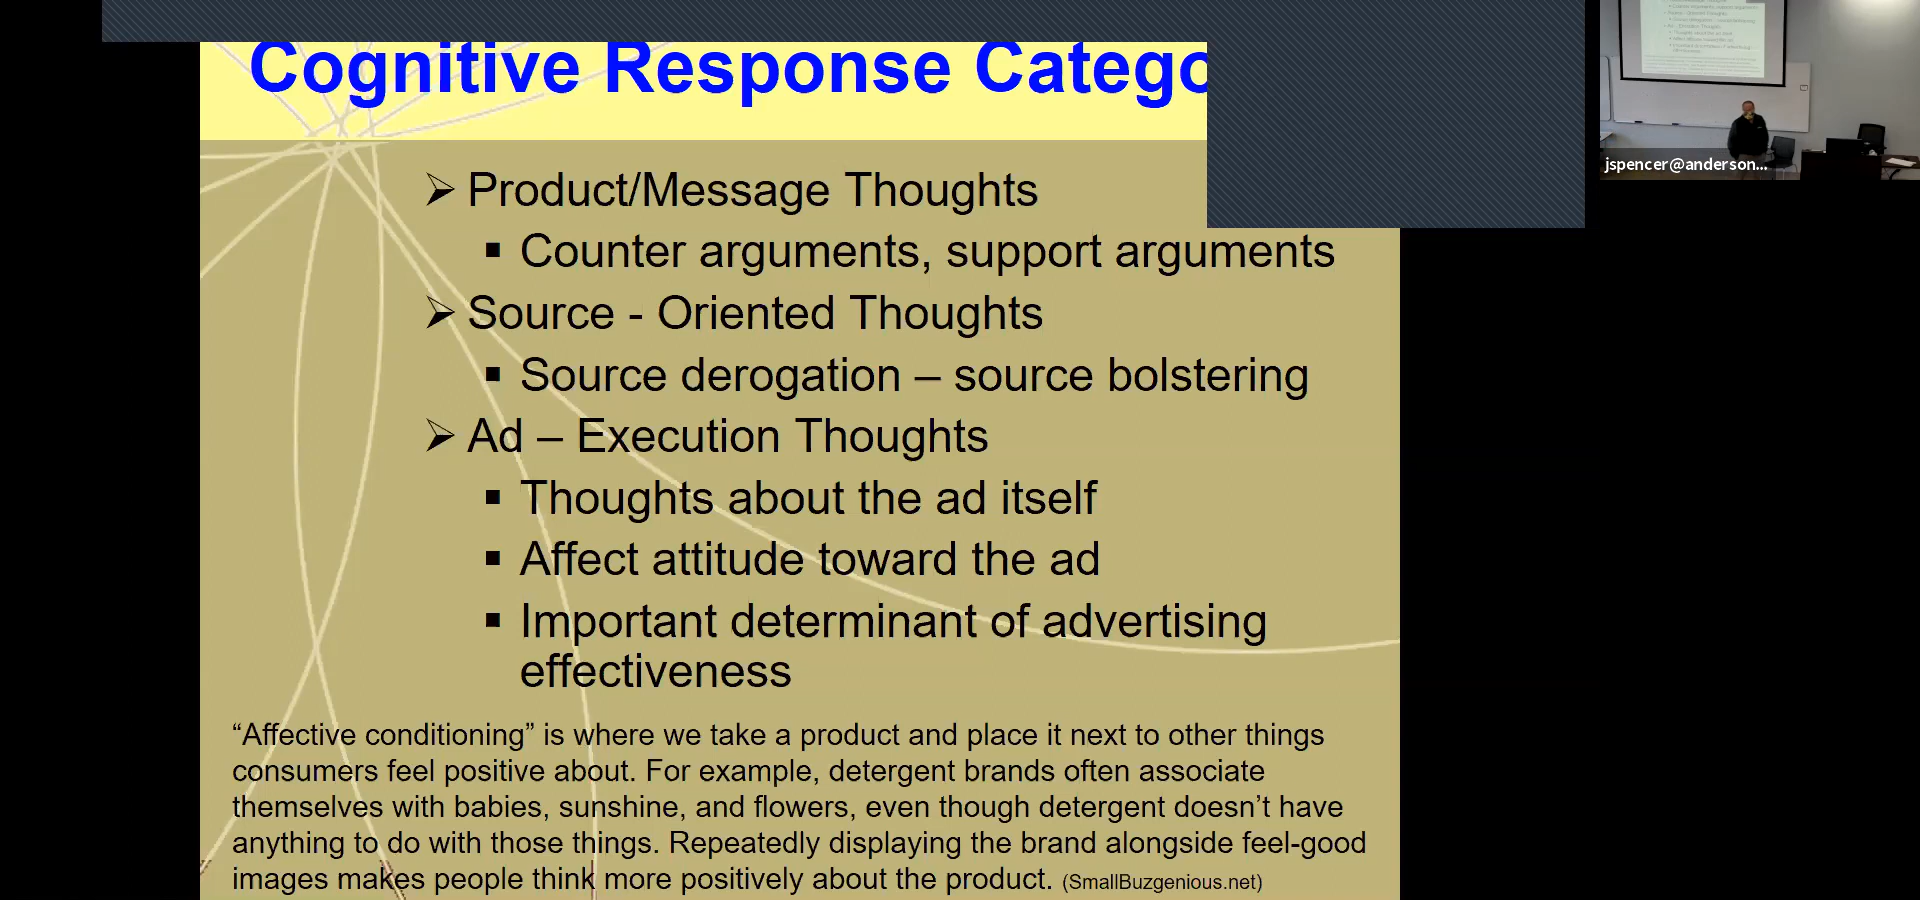 Cognitive Response Catego
➢ Product/Message Thoughts
▪ Counter arguments, support arguments
➢ Source - Oriented Thoughts
▪ Source derogation – source bolstering
➢ Ad – Execution Thoughts
▪ Thoughts about the ad itself
▪ Affect attitude toward the ad
▪ Important determinant of advertising
effectiveness
“Affective conditioning” is where we take a product and place it next to other things
consumers feel positive about. For example, detergent brands often associate
themselves with babies, sunshine, and flowers, even though detergent doesn’t have
anything to do with those things. Repeatedly displaying the brand alongside feel-good
images makes people think more positively about the product. (SmallBuzgenious.net)
jspencer@anderson...